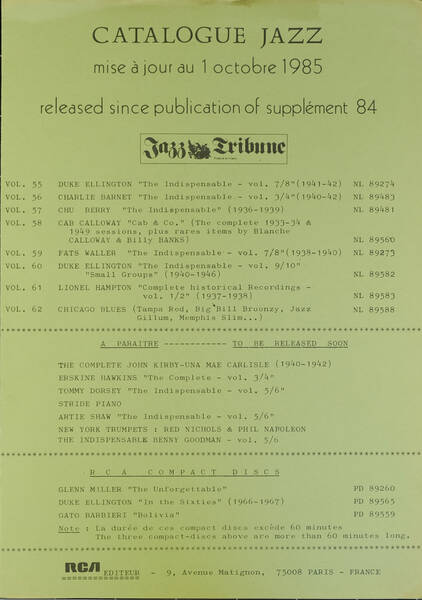 CATALOGUE JAZZ
mise à jour au 1 octobre 1985
released since publication of supplément 84
Jazz Tribune
VOL. 55 DUKE ELLINGTON "The Indispensable - vol. 7/8"(1941-42) NL 89274
VOL. 56 CHARLIE BARNET "The Indispensable - vol. 3/4"(1940-42) NL 89483
VOL. 57 CHU BERRY "The Indispensable" (1936-1939) NL 89481
VOL. 58 CAB CALLOWAY "Cab & Co." (The complete 1933-34 &
1949 sessions, plus rares items by Blanche
CALLOWAY & Billy BANKS) NL 89560
VOL. 59 FATS WALLER "The Indispensable - vol. 7/8"(1938-1940) NL 89273
VOL. 60 DUKE ELLINGTON "The Indispensable - vol. 9/10"
"Small Groups" (1940-1946) NL 89582
VOL. 61 LIONEL HAMPTON "Complete historical Recordings -
vol. 1/2" (1937-1938) NL 89583
VOL. 62 CHICAGO BLUES (Tampa Red, Big Bill Broonzy, Jazz
Gillum, Memphis Slim...) NL 89588
A PARAITRE ------------ TO BE RELEASED SOON
THE COMPLETE JOHN KIRBY-UNA MAE CARLISLE (1940-1942)
ERSKINE HAWKINS "The Complete - vol. 3/4"
TOMMY DORSEY "The Indispensable - vol. 5/6"
STRIDE PIANO
ARTIE SHAW "The Indispensable - vol. 5/6"
NEW YORK TRUMPETS : RED NICHOLS & PHIL NAPOLEON
THE INDISPENSABLE BENNY GOODMAN - vol. 5/6
RCA COMPACT DISCS
GLENN MILLER "The Unforgettable" PD 89260
DUKE ELLINGTON "In the Sixties" (1966-1967) PD 89565
GATO BARBIERI "Bolivia" PD 89559
Note : La durée de ces compact discs excède 60 minutes
The three compact-discs above are more than 60 minutes long.
RCA EDITEUR - 9, Avenue Matignon, 75008 PARIS - FRANCE